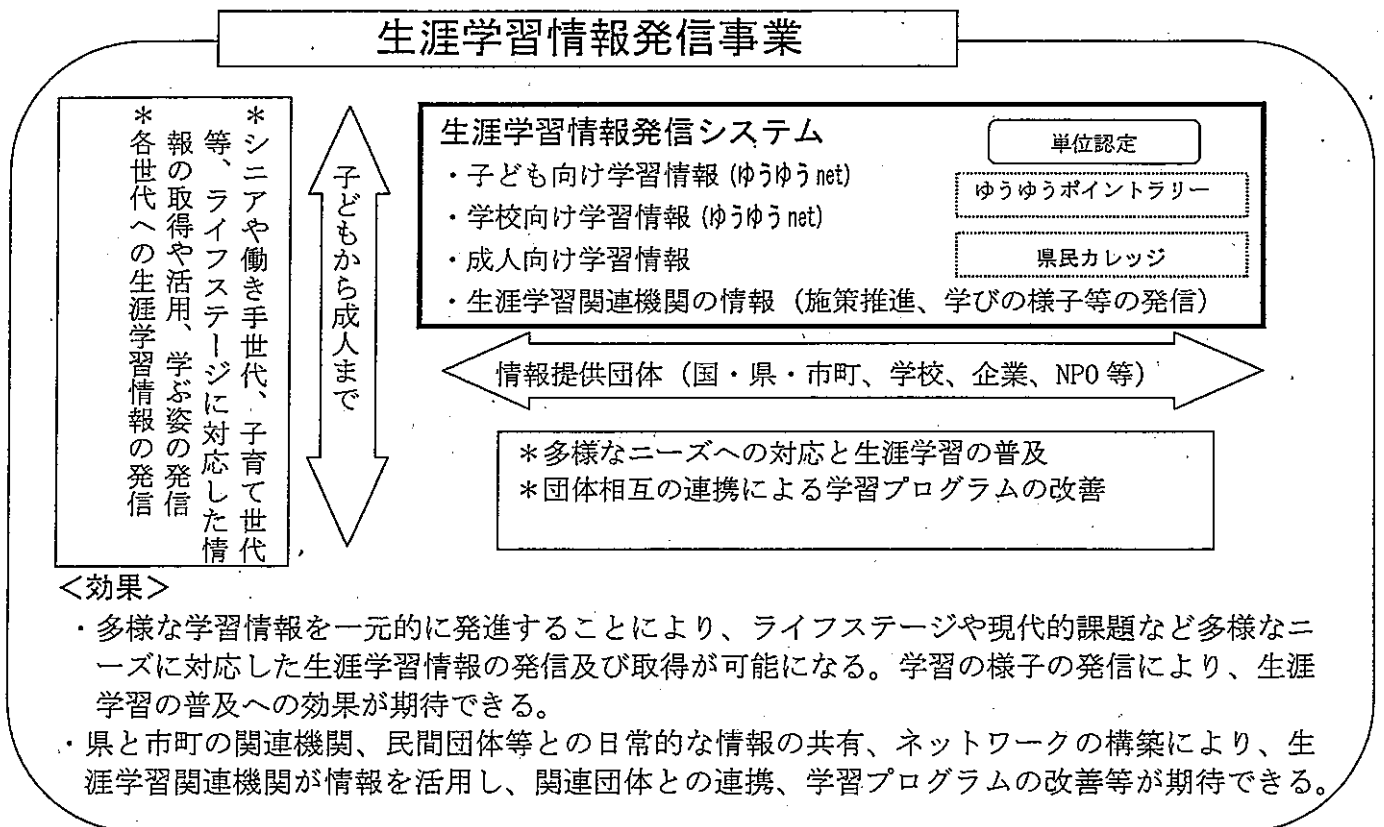 生涯学習情報発信事業
＊シニアや働き手世代、子育て世代
等、ライフステージに対応した情
報の取得や活用、学ぶ姿の発信
＊各世代への生涯学習情報の発信
子どもから成人まで
生涯学習情報発信システム
・子ども向け学習情報 (ゆうゆう net)
・学校向け学習情報 (ゆうゆう net)
・成人向け学習情報
・生涯学習関連機関の情報（施策推進、学びの様子等の発信）
単位認定
ゆうゆうポイントラリー
県民カレッジ
情報提供団体（国・県・市町、学校、企業、NPO 等）
＊多様なニーズへの対応と生涯学習の普及
＊団体相互の連携による学習プログラムの改善
＜効果＞
・多様な学習情報を一元的に発進することにより、ライフステージや現代的課題など多様なニ
ーズに対応した生涯学習情報の発信及び取得が可能になる。学習の様子の発信により、生涯
学習の普及への効果が期待できる。
・県と市町の関連機関、民間団体等との日常的な情報の共有、ネットワークの構築により、生
涯学習関連機関が情報を活用し、関連団体との連携、学習プログラムの改善等が期待できる。